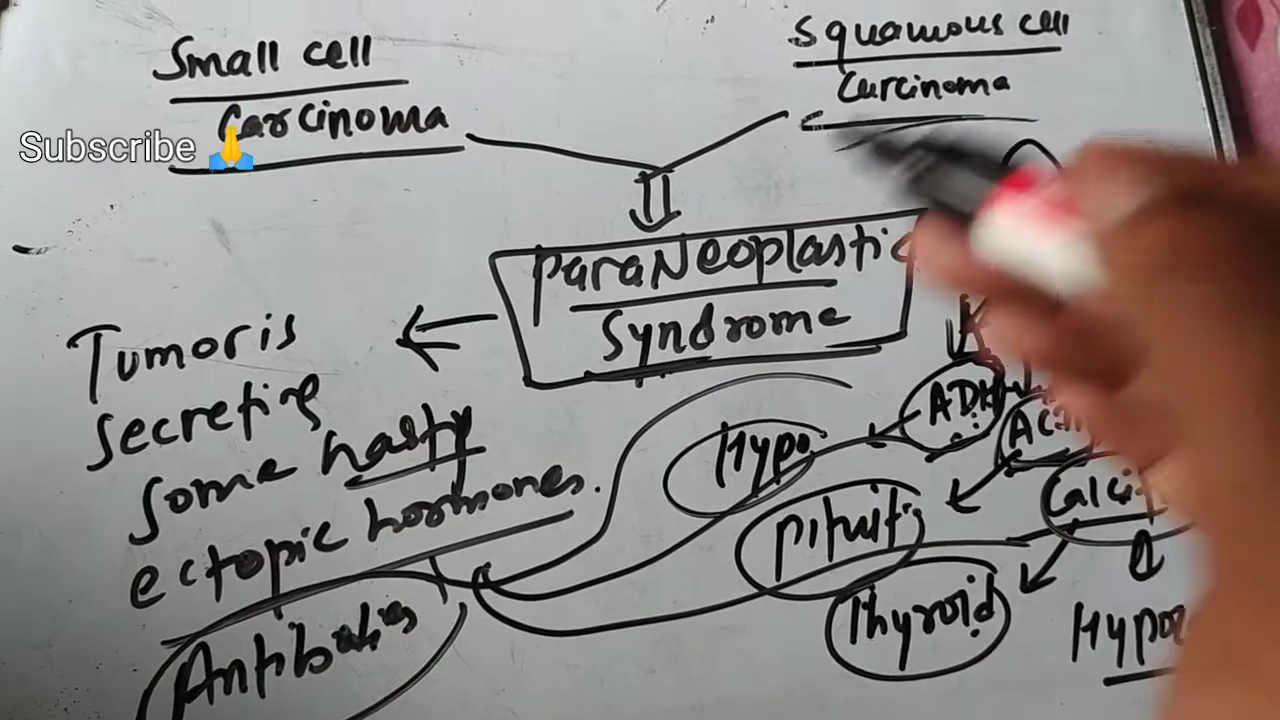 Small cell
Carcinoma
Squamous cell
Carcinoma
Subscribe 🙏
ParaNeoplastic
Syndrome
Tumor is
secreting
some nasty
ectopic hormones.
Antibodies
ADH
Hypo.
Pituit
Thyroid